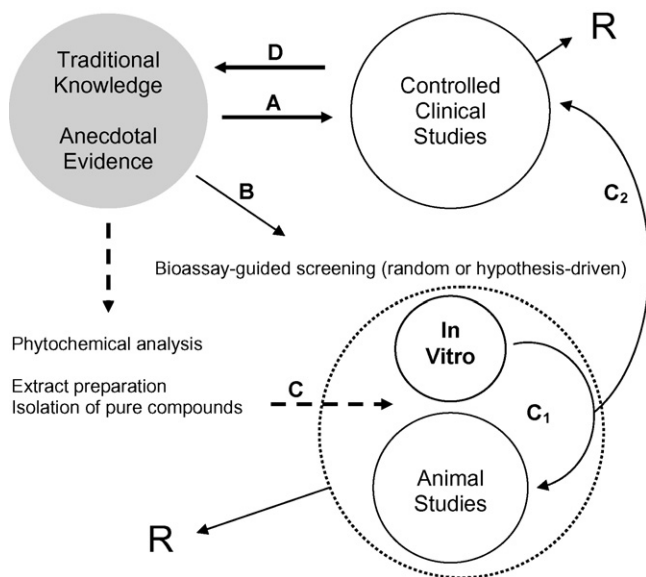 R
D
Traditional
Knowledge
Controlled
Clinical
Studies
A
Anecdotal
Evidence
B
C2
Bioassay-guided screening (random or hypothesis-driven)
In
Vitro
Phytochemical analysis
Extract preparation
Isolation of pure compounds
C
C1
Animal
Studies
R